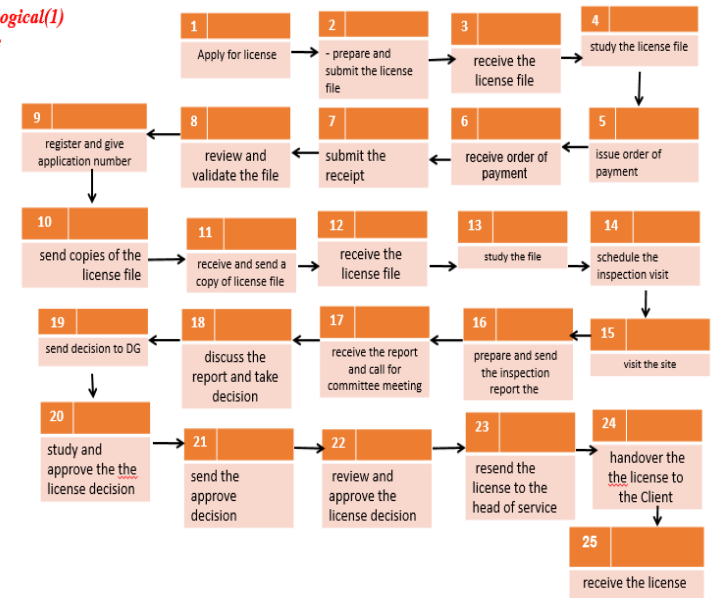 ogical(1)
1
Apply for license
2
- prepare and
submit the license
file
3
receive the
license file
4
study the license file
5
issue order of
payment
6
receive order of
payment
7
submit the
receipt
8
review and
validate the file
9
register and give
application number
10
send copies of the
license file
11
receive and send a
copy of license file
12
receive the
license file
13
study the file
14
schedule the
inspection visit
15
visit the site
16
prepare and send
the inspection
report the
17
receive the report
and call for
committee meeting
18
discuss the
report and take
decision
19
send decision to DG
20
study and
approve the the
license decision
21
send the
approve
decision
22
review and
approve the
license decision
23
resend the
license to the
head of service
24
handover the
the license to
the Client
25
receive the license